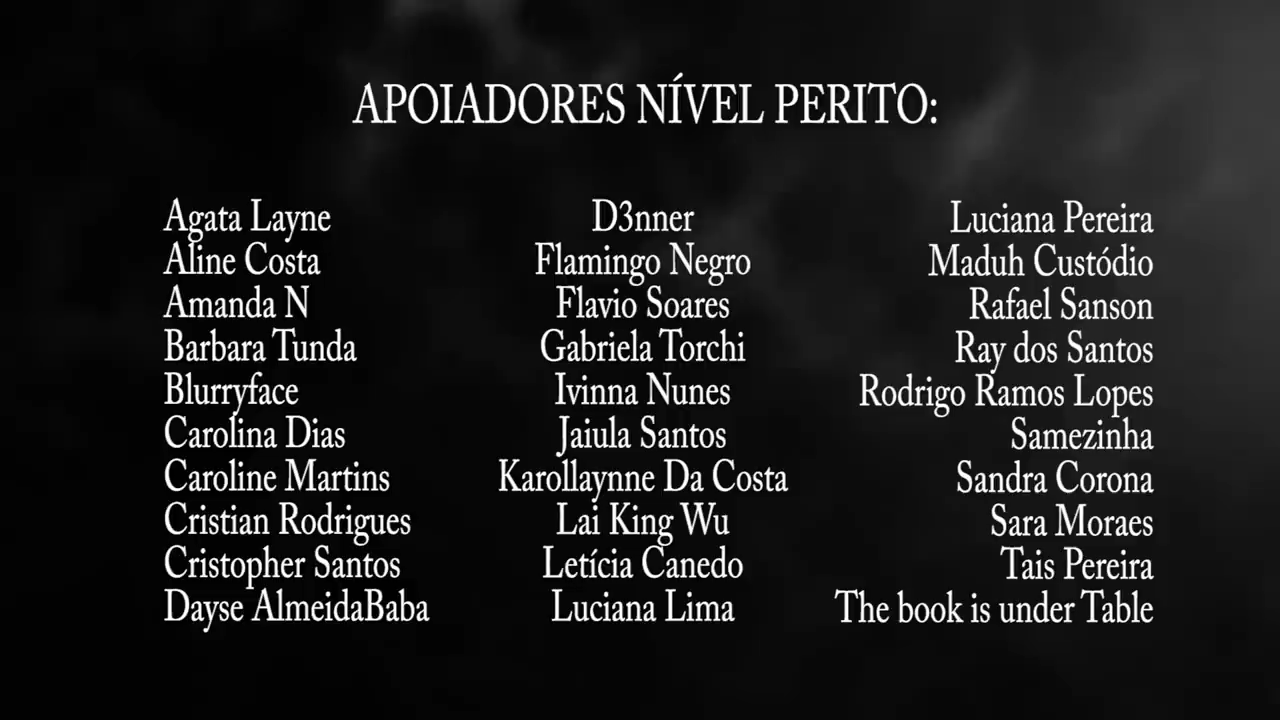 APOIADORES NÍVEL PERITO:
Agata Layne
Aline Costa
Amanda N
Barbara Tunda
Blurryface
Carolina Dias
Caroline Martins
Cristian Rodrigues
Cristopher Santos
Dayse AlmeidaBaba
D3nner
Flamingo Negro
Flavio Soares
Gabriela Torchi
Ivinna Nunes
Jaiula Santos
Karollaynne Da Costa
Lai King Wu
Letícia Canedo
Luciana Lima
Luciana Pereira
Maduh Custódio
Rafael Sanson
Ray dos Santos
Rodrigo Ramos Lopes
Samezinha
Sandra Corona
Sara Moraes
Tais Pereira
The book is under Table